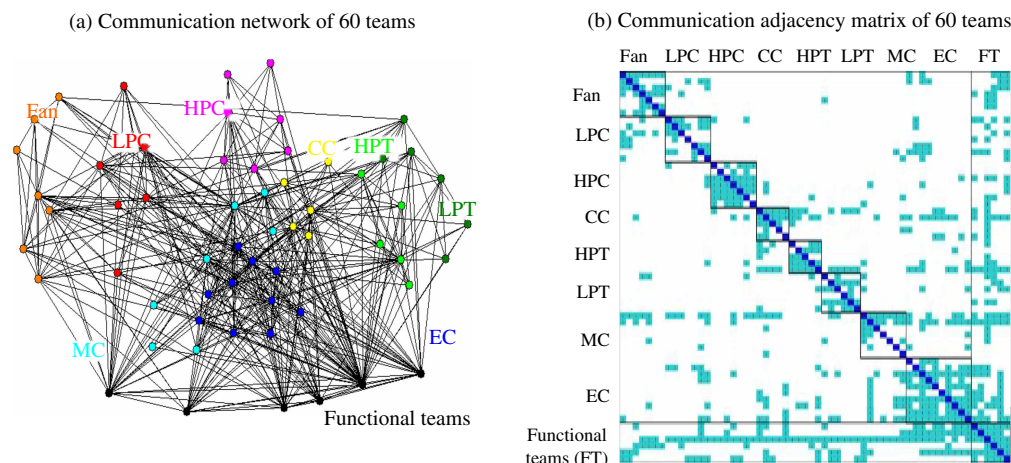 (a) Communication network of 60 teams
HPC
Fan
LPC
CC
HPT
LPT
MC
EC
Functional teams
(b) Communication adjacency matrix of 60 teams
Fan LPC HPC CC HPT LPT MC EC FT
Fan
LPC
HPC
CC
HPT
LPT
MC
EC
Functional
teams (FT)